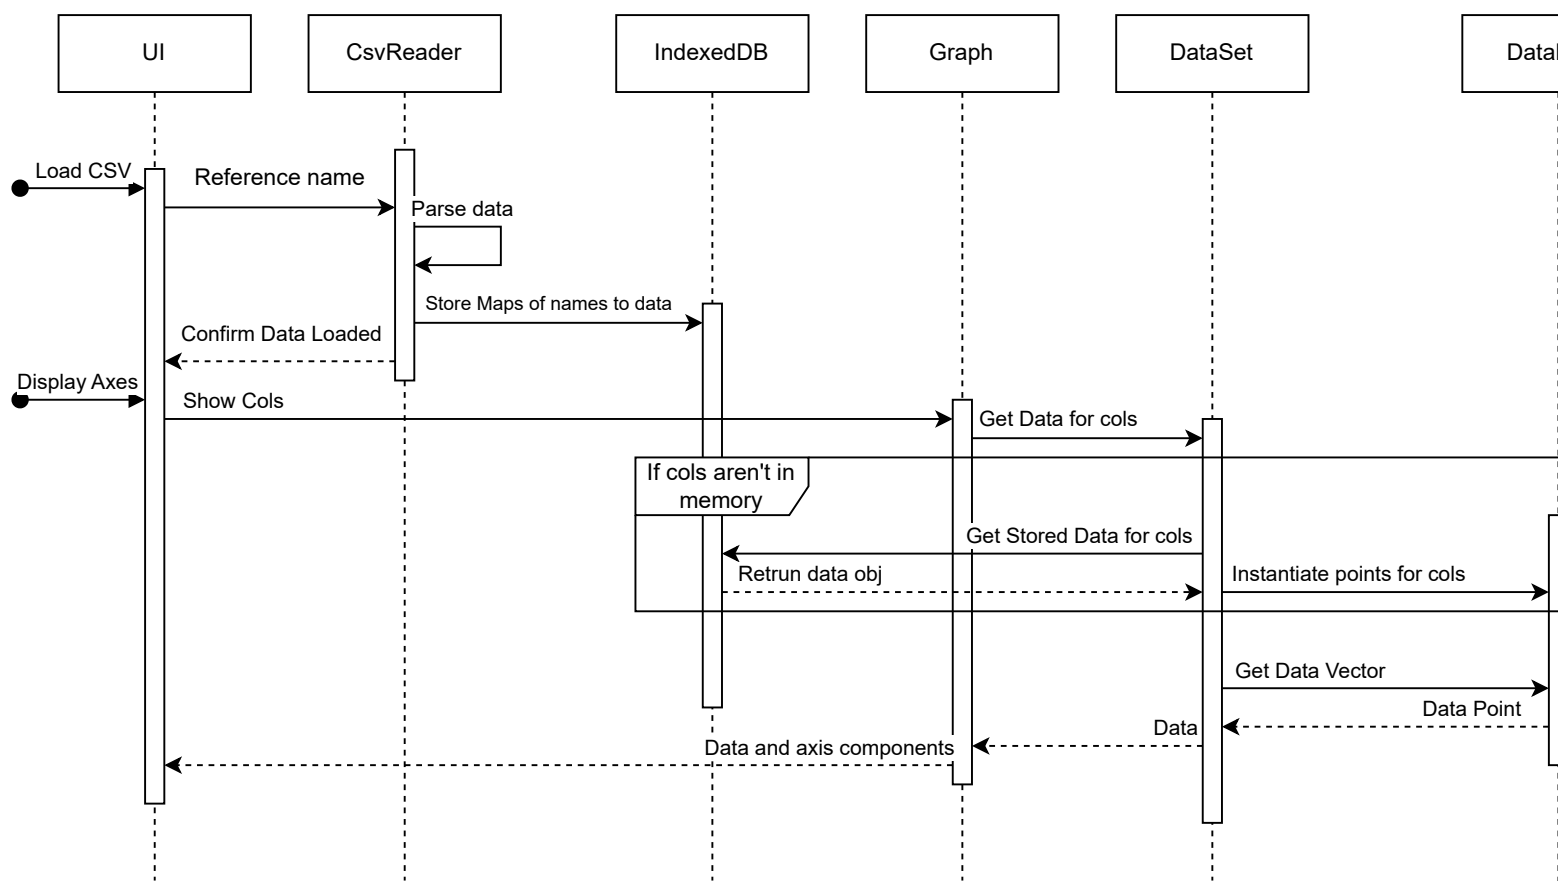 UI
CsvReader
IndexedDB
Graph
DataSet
Load CSV
Reference name
Parse data
Store Maps of names to data
Confirm Data Loaded
Display Axes
Show Cols
Get Data for cols
If cols aren't in
memory
Get Stored Data for cols
Retrun data obj
Instantiate points for cols
Get Data Vector
Data Point
Data
Data and axis components